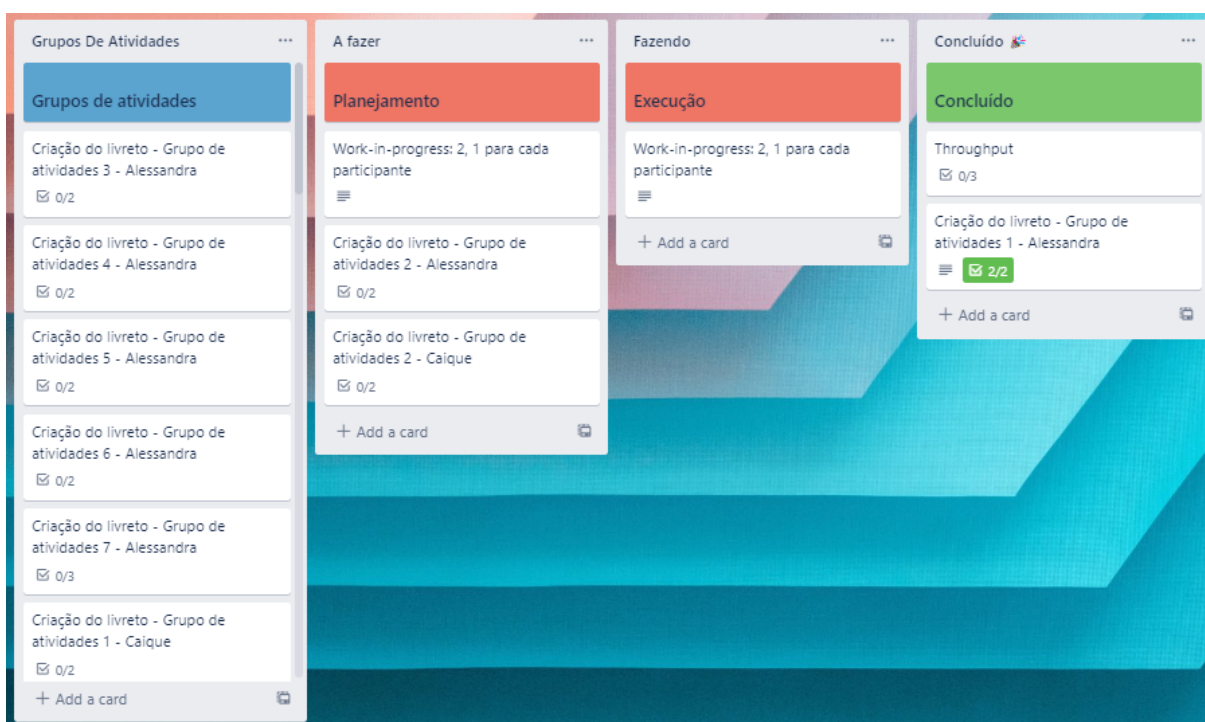 Grupos De Atividades
Grupos de atividades
Criação do livreto - Grupo de
atividades 3 - Alessandra
0/2
Criação do livreto - Grupo de
atividades 4 - Alessandra
0/2
Criação do livreto - Grupo de
atividades 5 - Alessandra
0/2
Criação do livreto - Grupo de
atividades 6 - Alessandra
0/2
Criação do livreto - Grupo de
atividades 7 - Alessandra
0/3
Criação do livreto - Grupo de
atividades 1 - Caique
0/2
+ Add a card
A fazer
Planejamento
Work-in-progress: 2, 1 para cada
participante
Criação do livreto - Grupo de
atividades 2 - Alessandra
0/2
Criação do livreto - Grupo de
atividades 2 - Caique
0/2
+ Add a card
Fazendo
Execução
Work-in-progress: 2, 1 para cada
participante
+ Add a card
Concluído 🎉
Concluído
Throughput
0/3
Criação do livreto - Grupo de
atividades 1 - Alessandra
2/2
+ Add a card